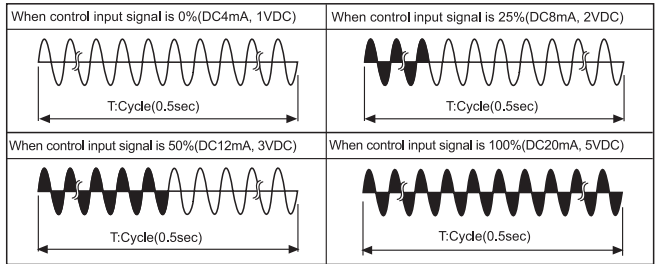 When control input signal is 0%(DC4mA, 1VDC)
T:Cycle(0.5sec)
When control input signal is 25%(DC8mA, 2VDC)
T:Cycle(0.5sec)
When control input signal is 50%(DC12mA, 3VDC)
T:Cycle(0.5sec)
When control input signal is 100%(DC20mA, 5VDC)
T:Cycle(0.5sec)